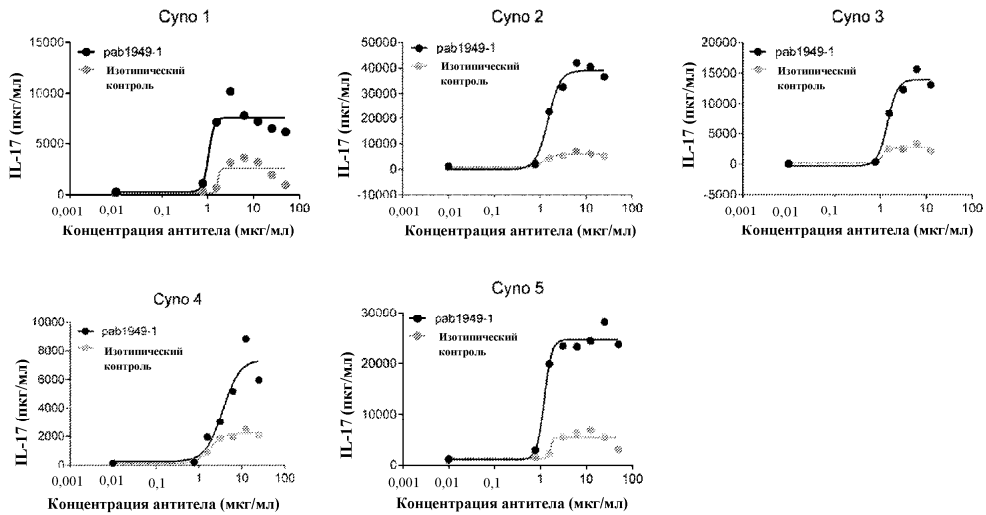 Cyno 1
15000
10000
5000
0
IL-17 (пкг/мл)
pab1949-1
Изотипический
контроль
0,001 0,01 0,1 1 10 100
Концентрация антитела (мкг/мл)
Cyno 2
50000
40000
30000
20000
10000
0
-10000
IL-17 (пкг/мл)
pab1949-1
Изотипический
контроль
0,001 0,01 0,1 1 10 100
Концентрация антитела (мкг/мл)
Cyno 3
20000
15000
10000
5000
0
-5000
IL-17 (пкг/мл)
pab1949-1
Изотипический
контроль
0,001 0,01 0,1 1 10 100
Концентрация антитела (мкг/мл)
Cyno 4
10000
8000
6000
4000
2000
0
IL-17 (пкг/мл)
pab1949-1
Изотипический
контроль
0,001 0,01 0,1 1 10 100
Концентрация антитела (мкг/мл)
Cyno 5
30000
20000
10000
0
IL-17 (пкг/мл)
pab1949-1
Изотипический
контроль
0,001 0,01 0,1 1 10 100
Концентрация антитела (мкг/мл)